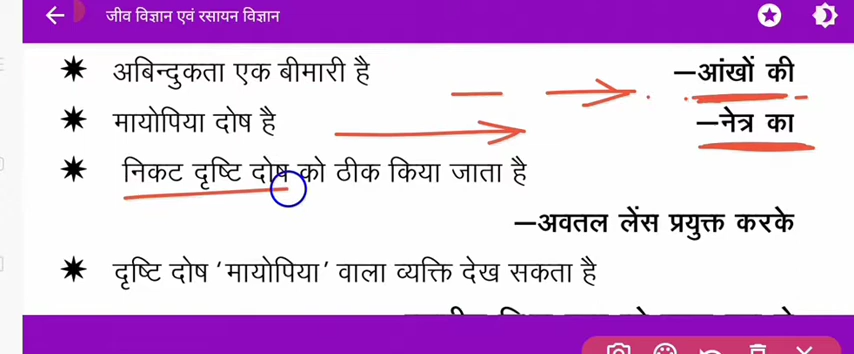 जीव विज्ञान एवं रसायन विज्ञान
अबिन्दुकता एक बीमारी है —आंखों की
मायोपिया दोष है —नेत्र का
निकट दृष्टि दोष को ठीक किया जाता है
—अवतल लेंस प्रयुक्त करके
दृष्टि दोष ‘मायोपिया’ वाला व्यक्ति देख सकता है